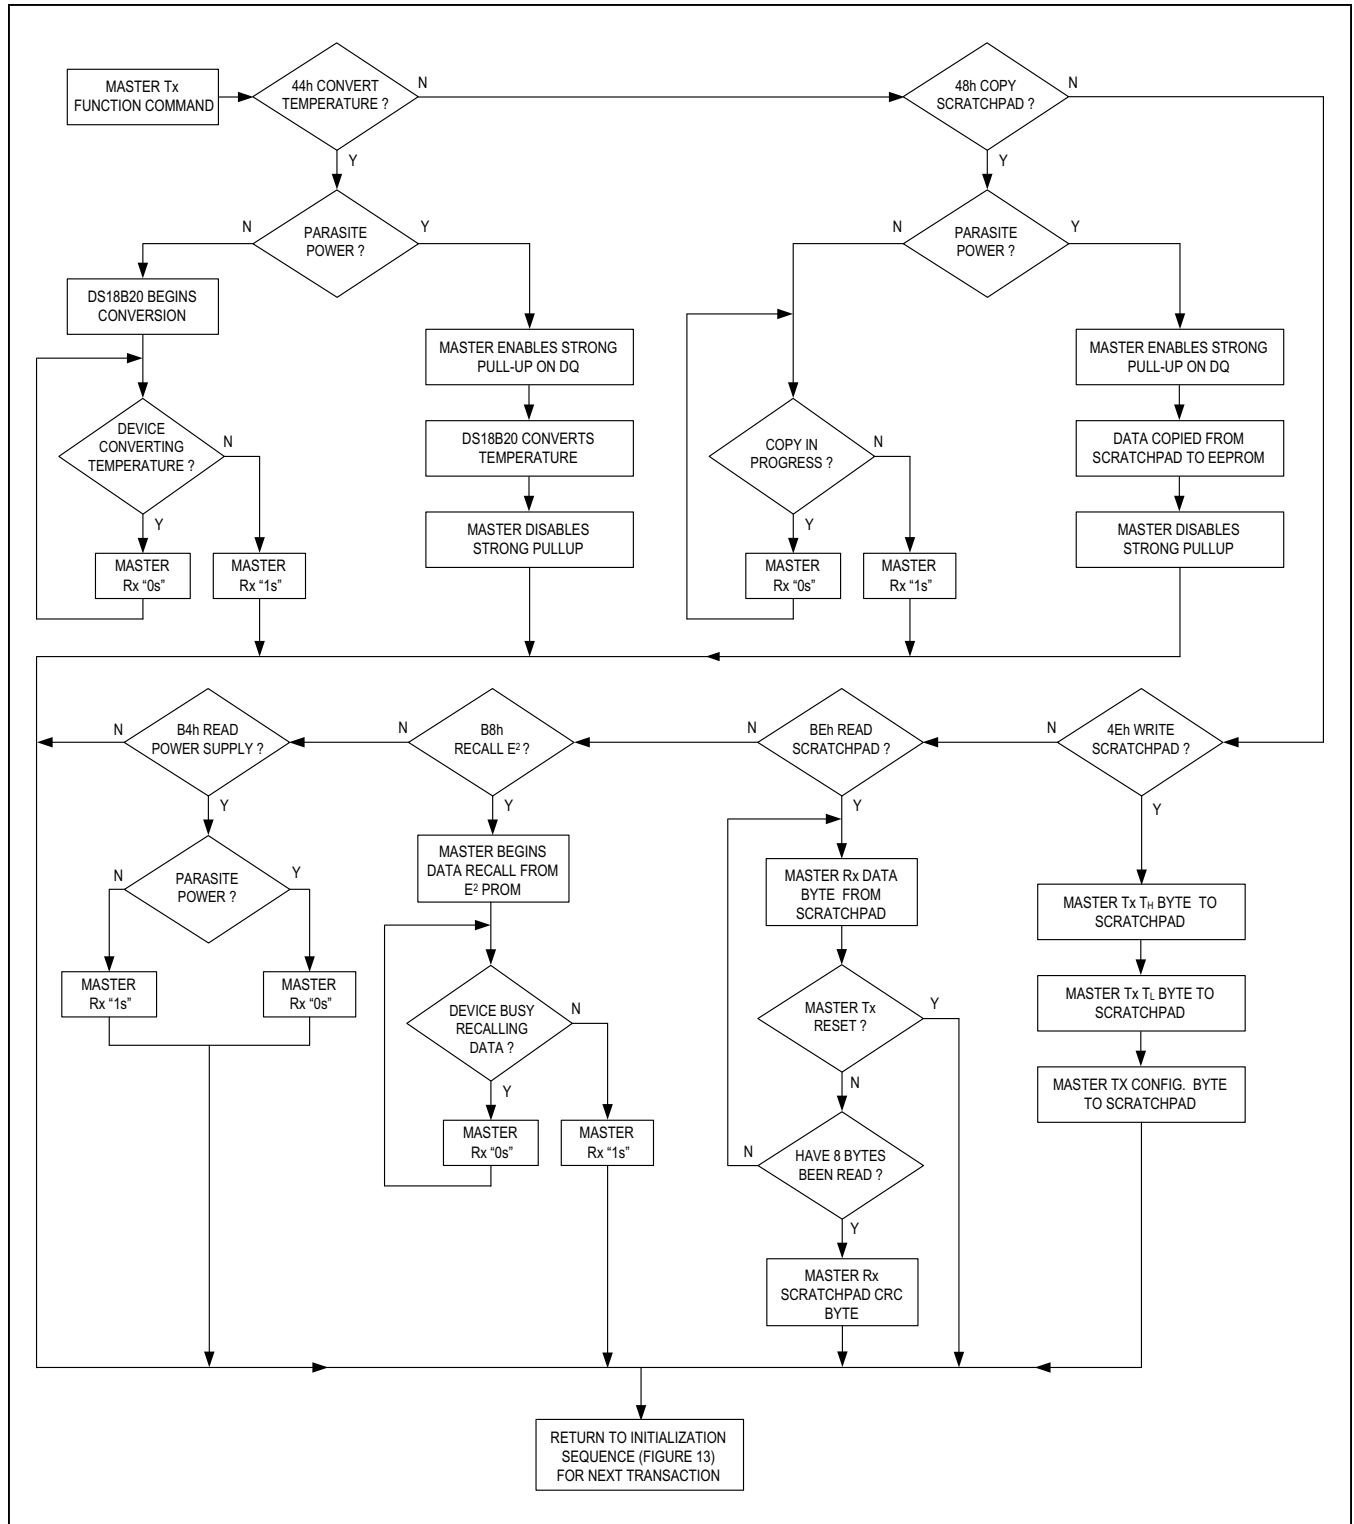 MASTER Tx
FUNCTION COMMAND
44h CONVERT
TEMPERATURE ?
N
Y
48h COPY
SCRATCHPAD ?
N
Y
PARASITE
POWER ?
N
Y
PARASITE
POWER ?
N
Y
DS18B20 BEGINS
CONVERSION
MASTER ENABLES STRONG
PULL-UP ON DQ
MASTER ENABLES STRONG
PULL-UP ON DQ
DEVICE
CONVERTING
TEMPERATURE ?
N
Y
DS18B20 CONVERTS
TEMPERATURE
COPY IN
PROGRESS ?
N
Y
DATA COPIED FROM
SCRATCHPAD TO EEPROM
MASTER
Rx “0s”
MASTER
Rx “1s”
MASTER DISABLES
STRONG PULLUP
MASTER
Rx “0s”
MASTER
Rx “1s”
MASTER DISABLES
STRONG PULLUP
N
B4h READ
POWER SUPPLY ?
Y
N
B8h
RECALL E² ?
Y
N
BEh READ
SCRATCHPAD ?
Y
N
4Eh WRITE
SCRATCHPAD ?
Y
N
PARASITE
POWER ?
Y
MASTER BEGINS
DATA RECALL FROM
E² PROM
MASTER Rx DATA
BYTE FROM
SCRATCHPAD
MASTER Tx TH BYTE TO
SCRATCHPAD
MASTER
Rx “1s”
MASTER
Rx “0s”
DEVICE BUSY
RECALLING
DATA ?
N
Y
MASTER Tx
RESET ?
Y
N
MASTER Tx TL BYTE TO
SCRATCHPAD
MASTER TX CONFIG. BYTE
TO SCRATCHPAD
MASTER
Rx “0s”
MASTER
Rx “1s”
N
HAVE 8 BYTES
BEEN READ ?
Y
MASTER Rx
SCRATCHPAD CRC
BYTE
RETURN TO INITIALIZATION
SEQUENCE (FIGURE 13)
FOR NEXT TRANSACTION